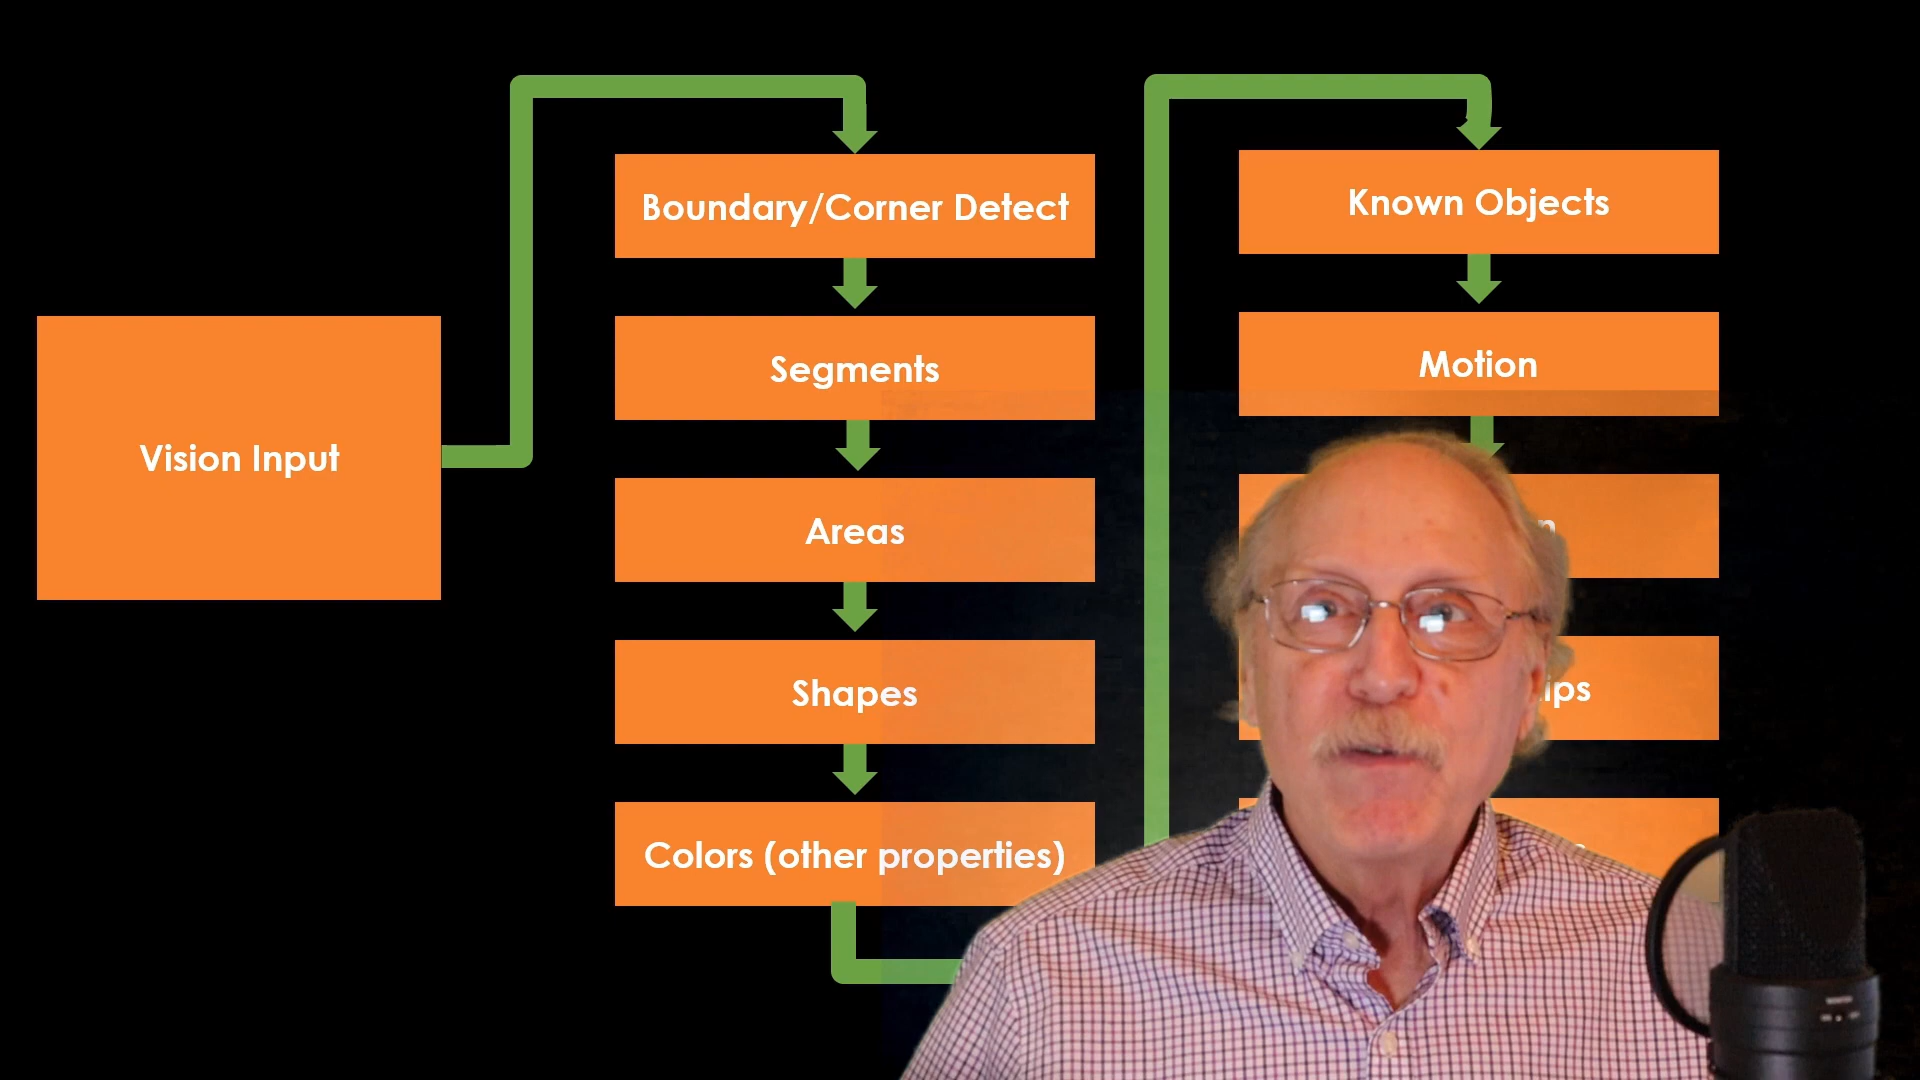 Vision Input
Boundary/Corner Detect
Segments
Areas
Shapes
Colors (other properties)
Known Objects
Motion